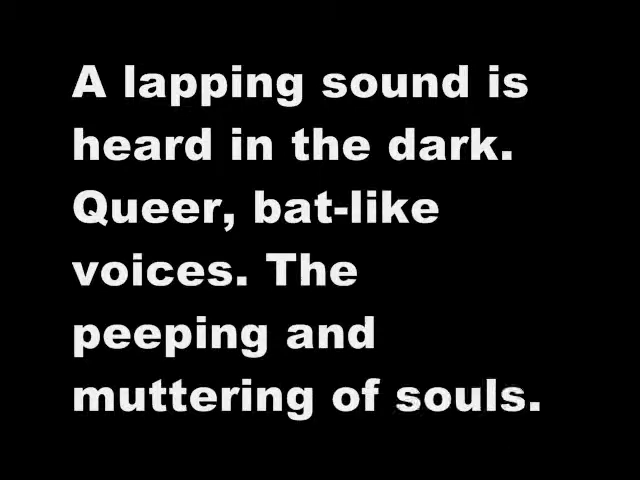 A lapping sound is
heard in the dark.
Queer, bat-like
voices. The
peeping and
muttering of souls.